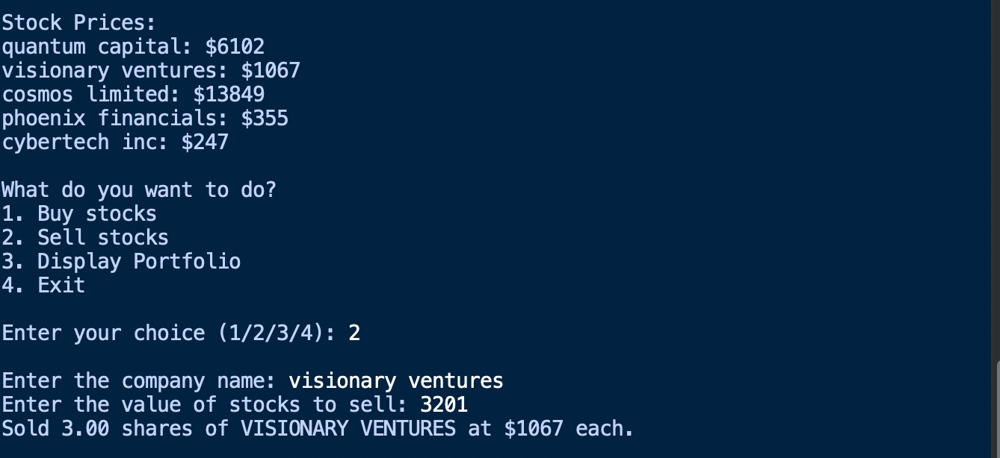 Stock Prices:
quantum capital: $6102
visionary ventures: $1067
cosmos limited: $13849
phoenix financials: $355
cybertech inc: $247
What do you want to do?
1. Buy stocks
2. Sell stocks
3. Display Portfolio
4. Exit
Enter your choice (1/2/3/4): 2
Enter the company name: visionary ventures
Enter the value of stocks to sell: 3201
Sold 3.00 shares of VISIONARY VENTURES at $1067 each.